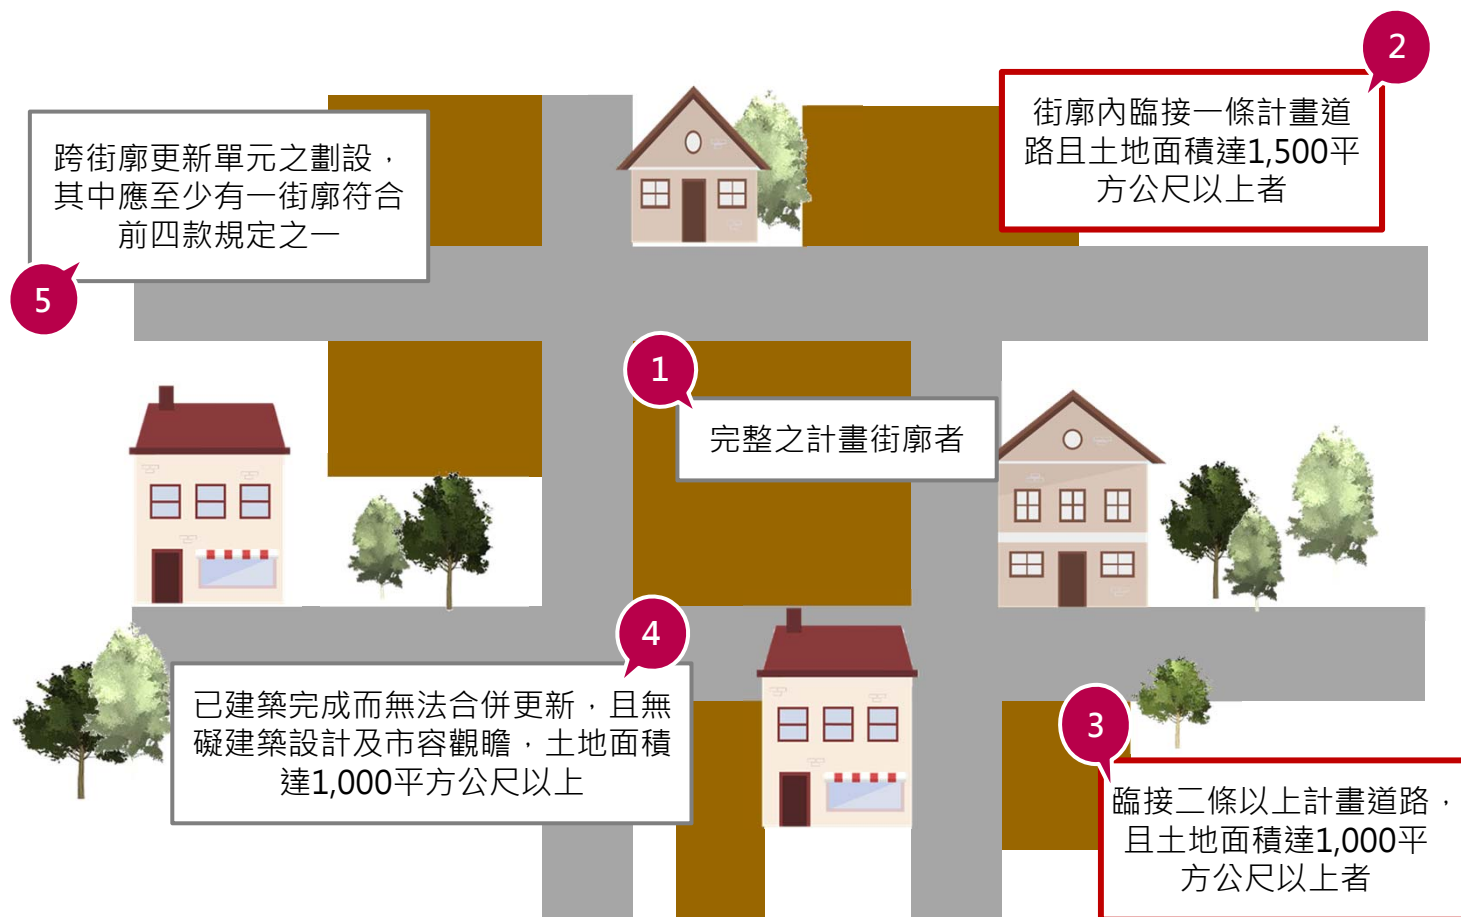 1
完整之計畫街廓者
2
街廓內臨接一條計畫道
路且土地面積達1,500平
方公尺以上者
3
臨接二條以上計畫道路，
且土地面積達1,000平
方公尺以上者
4
已建築完成而無法合併更新，且無
礙建築設計及市容觀瞻，土地面積
達1,000平方公尺以上
5
跨街廓更新單元之劃設，
其中應至少有一街廓符合
前四款規定之一